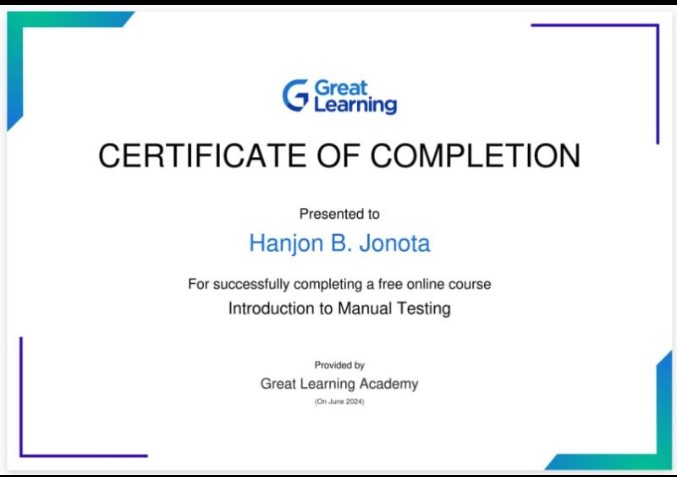 Great
Learning
CERTIFICATE OF COMPLETION
Presented to
Hanjon B. Jonota
For successfully completing a free online course
Introduction to Manual Testing
Provided by
Great Learning Academy
(On June 2024)